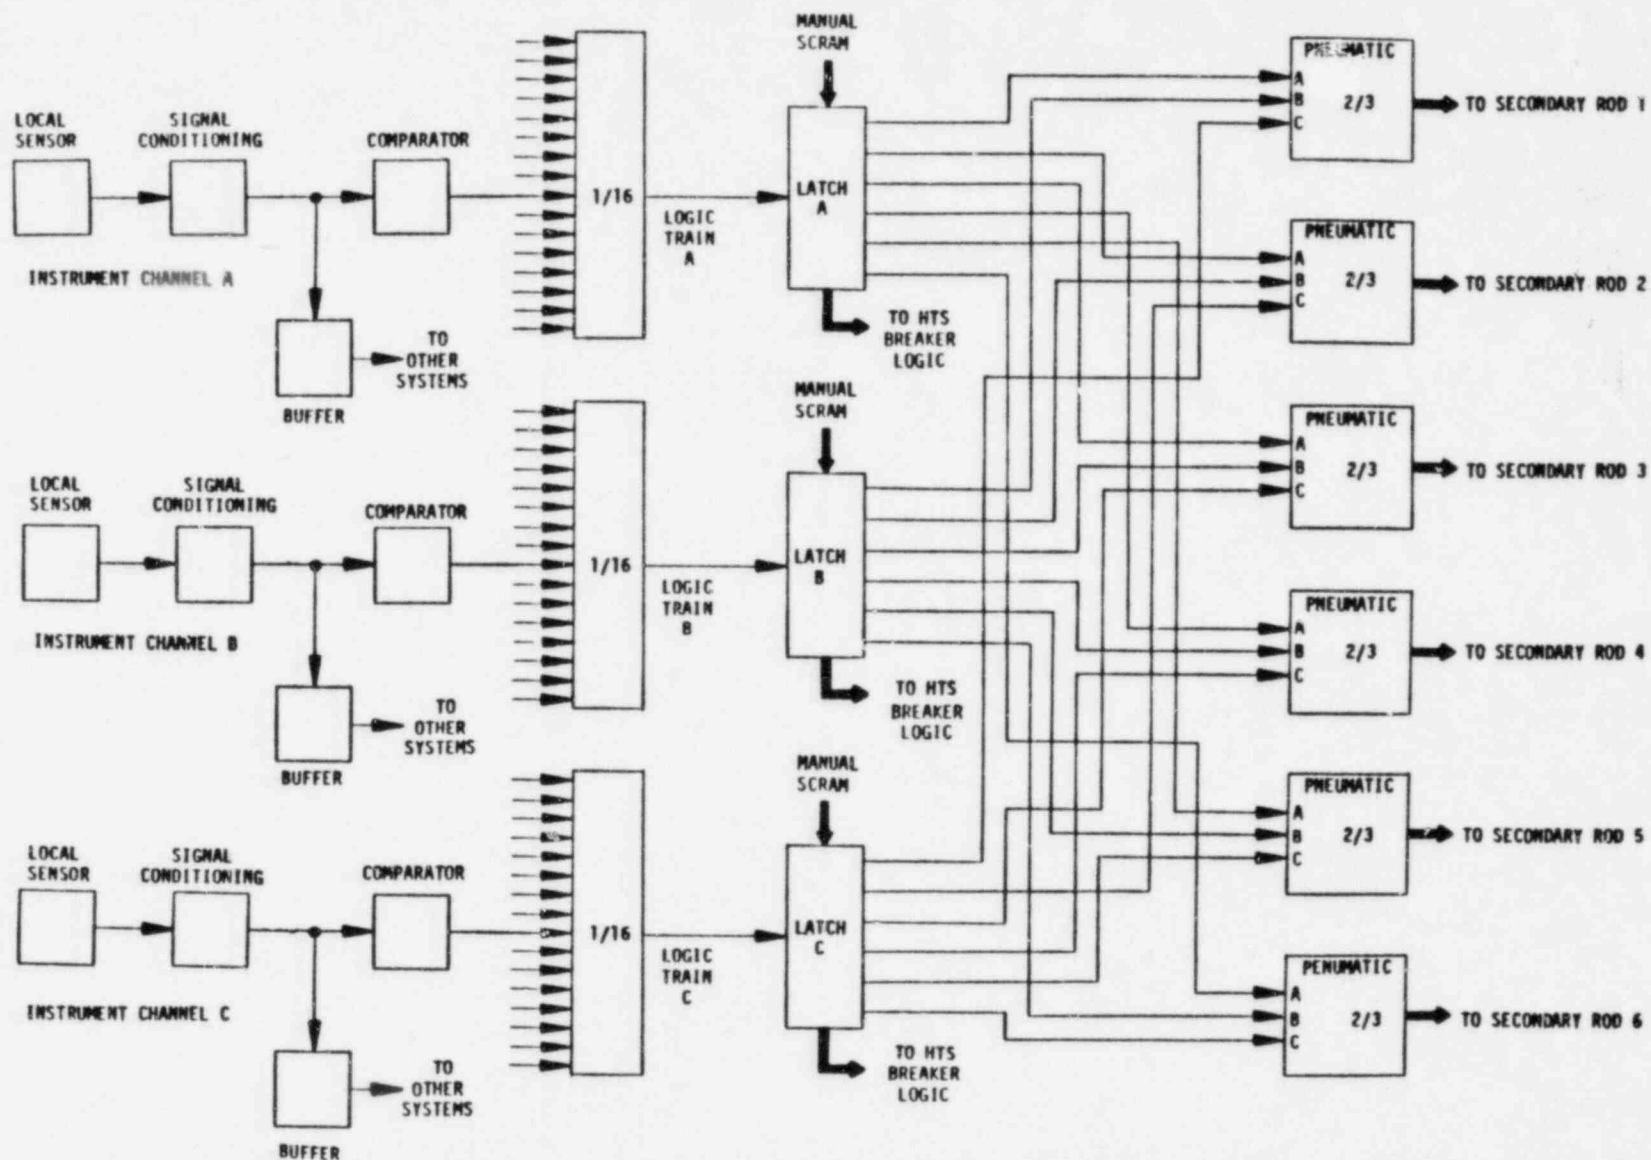 MANUAL
SCRAM
LOCAL
SENSOR
SIGNAL
CONDITIONING
COMPARATOR
1/16
LOGIC
TRAIN
A
LATCH
A
INSTRUMENT CHANNEL A
TO
OTHER
SYSTEMS
BUFFER
TO HTS
BREAKER
LOGIC
PNEUMATIC
A
B
C
2/3
TO SECONDARY ROD 1
PNEUMATIC
A
B
C
2/3
TO SECONDARY ROD 2
MANUAL
SCRAM
LOCAL
SENSOR
SIGNAL
CONDITIONING
COMPARATOR
1/16
LOGIC
TRAIN
B
LATCH
B
INSTRUMENT CHANNEL B
TO
OTHER
SYSTEMS
BUFFER
TO HTS
BREAKER
LOGIC
PNEUMATIC
A
B
C
2/3
TO SECONDARY ROD 3
PNEUMATIC
A
B
C
2/3
TO SECONDARY ROD 4
MANUAL
SCRAM
LOCAL
SENSOR
SIGNAL
CONDITIONING
COMPARATOR
1/16
LOGIC
TRAIN
C
LATCH
C
INSTRUMENT CHANNEL C
TO
OTHER
SYSTEMS
BUFFER
TO HTS
BREAKER
LOGIC
PNEUMATIC
A
B
C
2/3
TO SECONDARY ROD 5
PENUMATIC
A
B
C
2/3
TO SECONDARY ROD 6